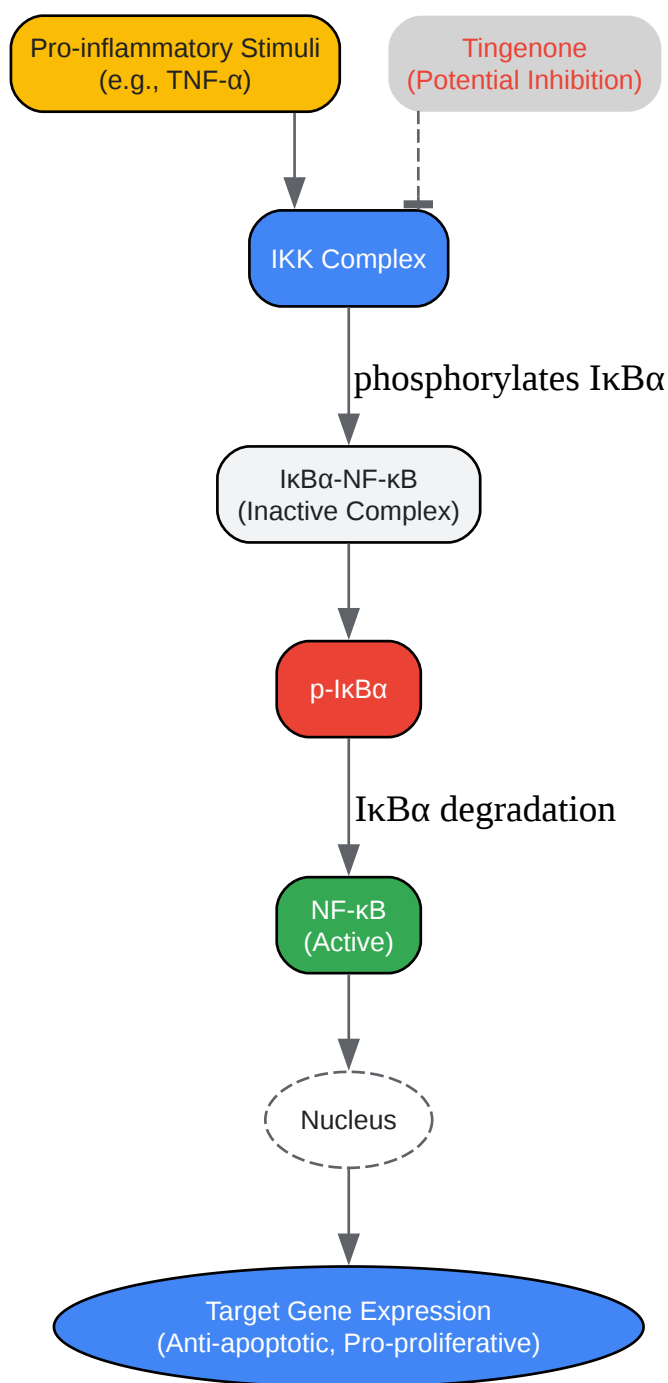 Pro-inflammatory Stimuli
(e.g., TNF-α)
Tingenone
(Potential Inhibition)
IKK Complex
phosphorylates IκBα
IκBα-NF-κB
(Inactive Complex)
p-IκBα
IκBα degradation
NF-κB
(Active)
Nucleus
Target Gene Expression
(Anti-apoptotic, Pro-proliferative)